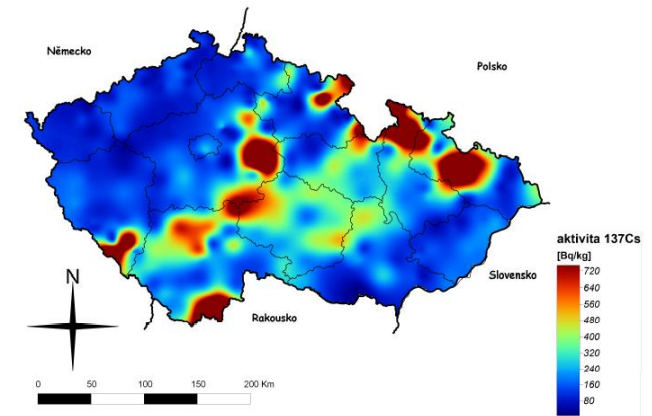 Německo
Polsko
aktivita 137Cs
[Bq/kg]
720
640
560
480
400
320
240
160
80
Slovensko
Rakousko
N
0 50 100 150 200 Km